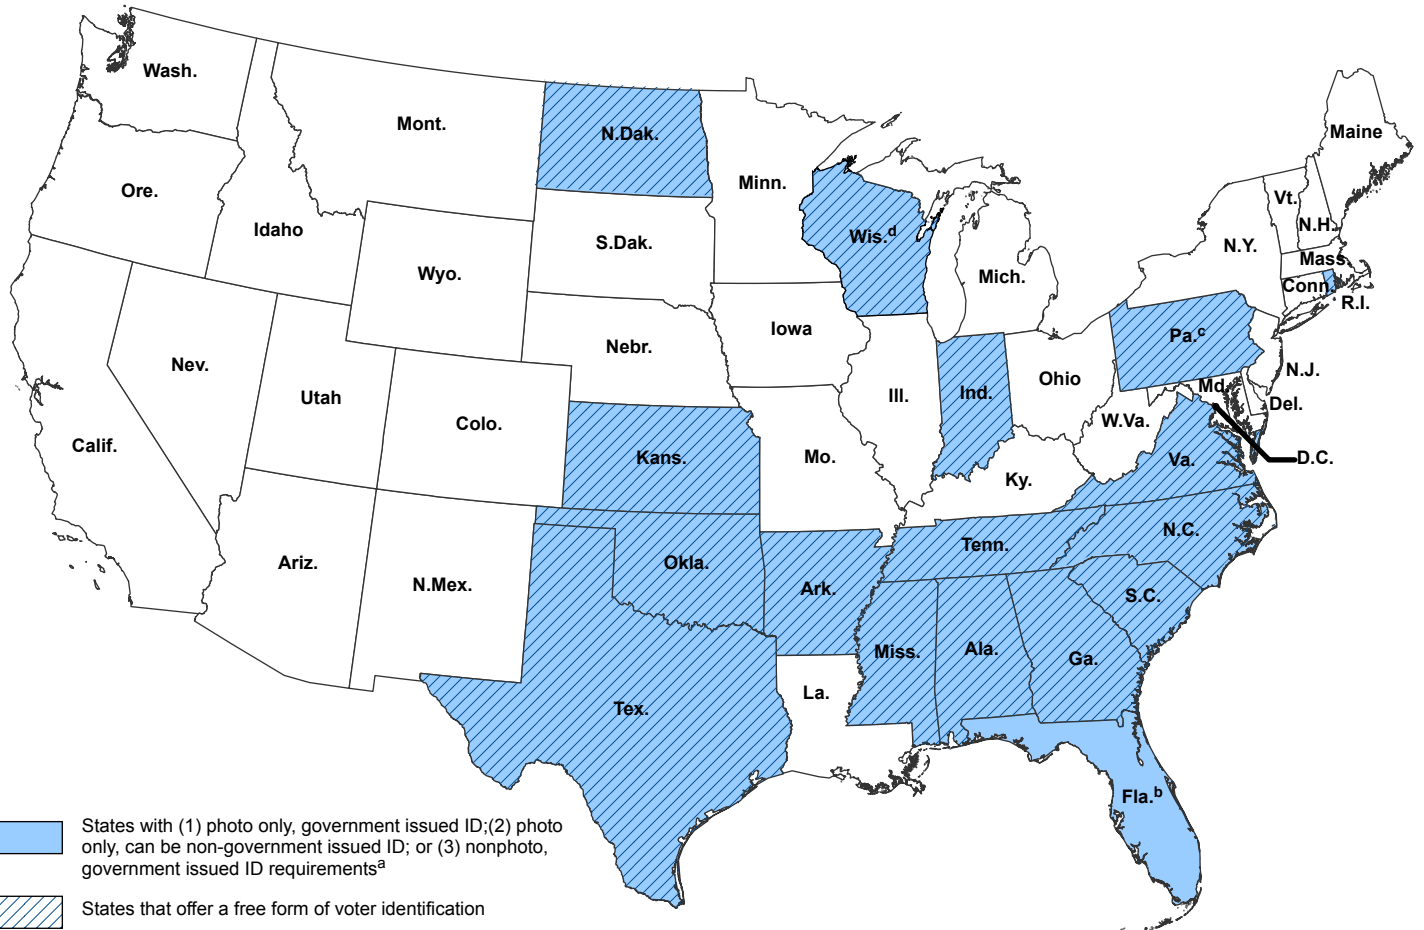 Wash.
Maine
Mont.
N.Dak.
Minn.
Ore.
Vt.
N.H.
Idaho
S.Dak.
Wis.d
N.Y.
Mass.
Wyo.
Mich.
Conn.
R.I.
Iowa
Pa.c
Nebr.
Nev.
N.J.
Ohio
Utah
Ill.
Ind.
Md.
Del.
Colo.
W.Va.
Calif.
Kans.
Mo.
Va.
D.C.
Ky.
N.C.
Tenn.
Ariz.
Okla.
N.Mex.
Ark.
S.C.
Miss.
Ala.
Ga.
La.
Tex.
Fla.b
States with (1) photo only, government issued ID;(2) photo
only, can be non-government issued ID; or (3) nonphoto,
government issued ID requirementsa
States that offer a free form of voter identification